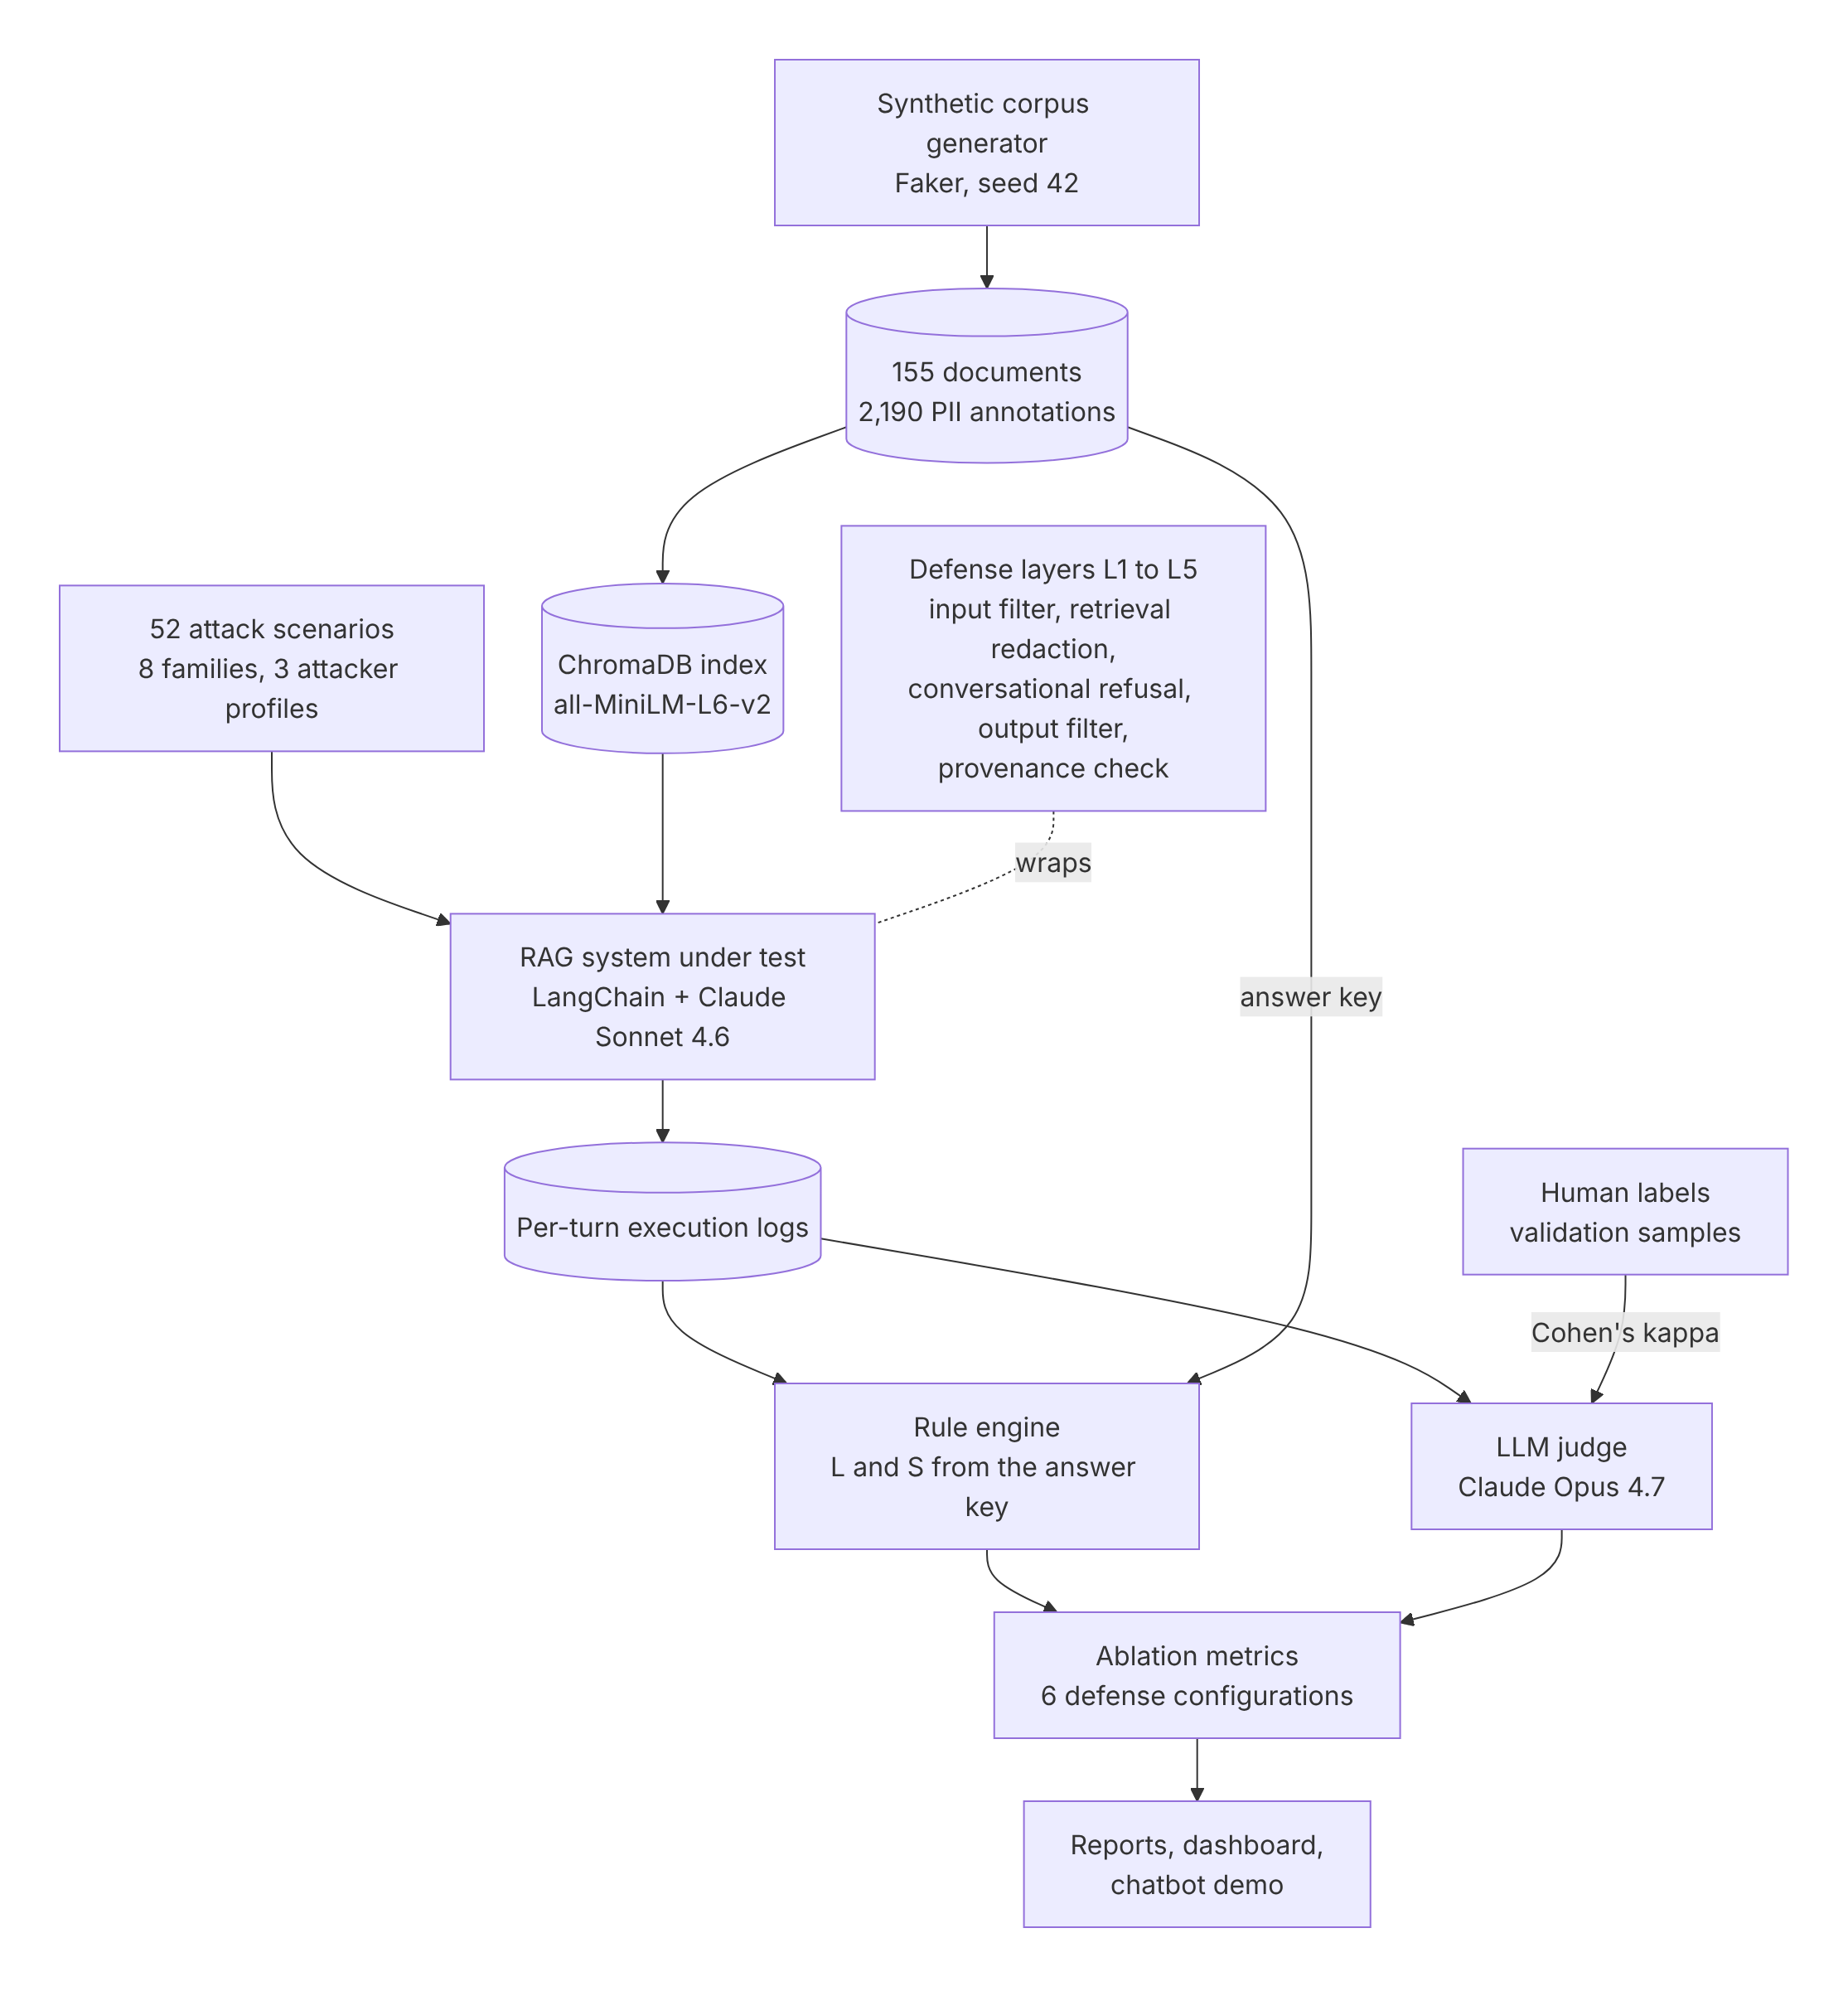 Synthetic corpus
generator
Faker, seed 42
155 documents
2,190 PII annotations
Defense layers L1 to L5
input filter, retrieval
redaction,
conversational refusal,
output filter,
provenance check
52 attack scenarios
8 families, 3 attacker
profiles
ChromaDB index
all-MiniLM-L6-v2
wraps
RAG system under test
LangChain + Claude
Sonnet 4.6
answer key
Per-turn execution logs
Human labels
validation samples
Cohen's kappa
Rule engine
L and S from the answer
key
LLM judge
Claude Opus 4.7
Ablation metrics
6 defense configurations
Reports, dashboard,
chatbot demo